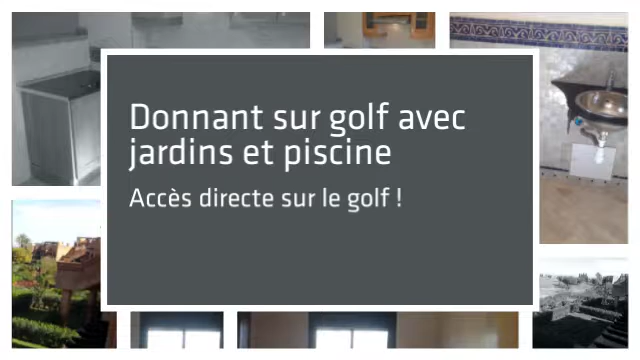 Donnant sur golf avec
jardins et piscine
Accès directe sur le golf !